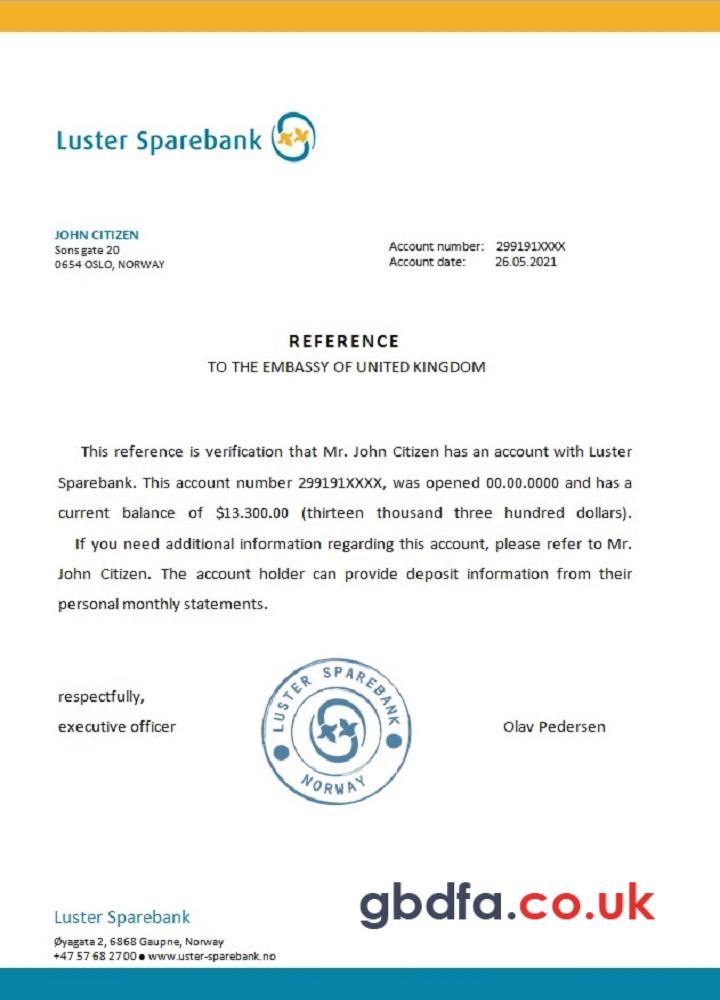 Luster Sparebank
JOHN CITIZEN
Sons gate 20
0654 OSLO, NORWAY
Account number: 299191XXXX
Account date: 26.05.2021
REFERENCE
TO THE EMBASSY OF UNITED KINGDOM
This reference is verification that Mr. John Citizen has an account with Luster
Sparebank. This account number 299191XXXX, was opened 00.00.0000 and has a
current balance of $13.300.00 (thirteen thousand three hundred dollars).
If you need additional information regarding this account, please refer to Mr.
John Citizen. The account holder can provide deposit information from their
personal monthly statements.
respectfully,
executive officer
LUSTER SPAREBANK
NORWAY
Olav Pedersen
gbdfa.co.uk
Luster Sparebank
Øyagata 2, 6868 Gaupne, Norway
+47 57 68 27 00 ● www.uster-sparebank.no